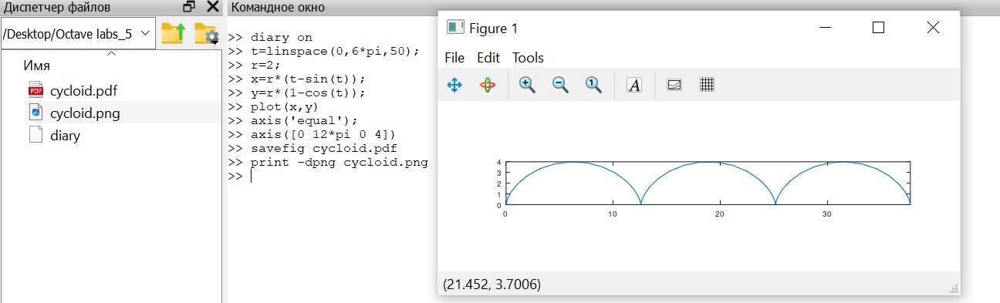 Диспетчер файлов
/Desktop/Octave labs_5
Имя
PDF
cycloid.pdf
cycloid.png
diary
Командное окно
>> diary on
>> t=linspace(0,6*pi,50);
>> r=2;
>> x=r*(t-sin(t));
>> y=r*(1-cos(t));
>> plot(x,y)
>> axis('equal');
>> axis([0 12*pi 0 4])
>> savefig cycloid.pdf
>> print -dpng cycloid.png
>>
Figure 1
File Edit Tools
1 A
4
3
2
1
0
0 10 20 30
(21.452, 3.7006)